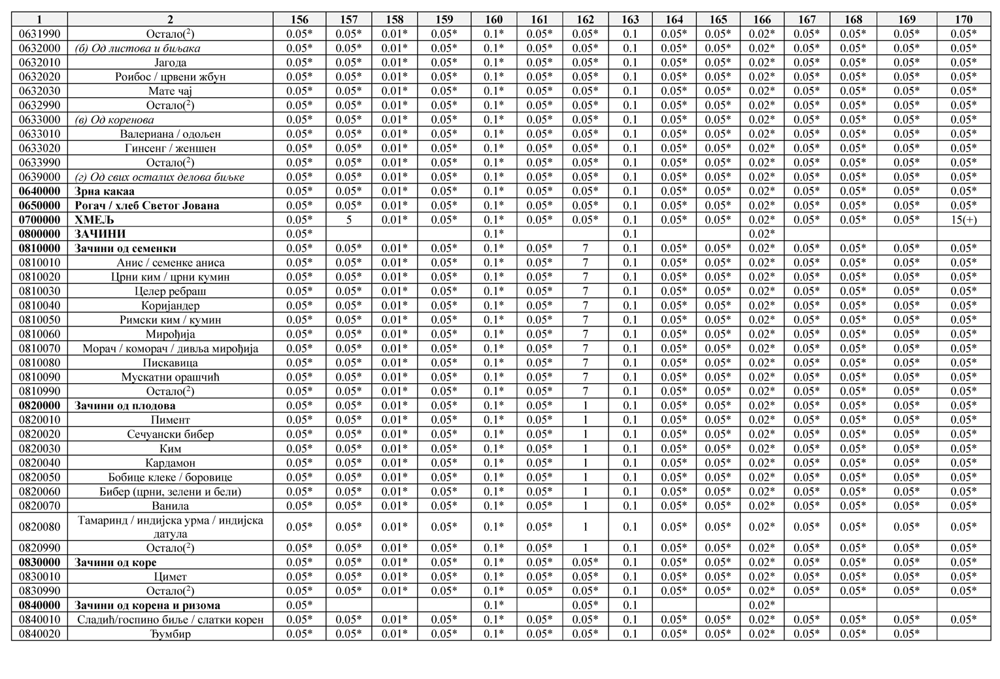 1 2 156 157 158 159 160 161 162 163 164 165 166 167 168 169 170
0631990 Остало(2) 0.05* 0.05* 0.01* 0.05* 0.1* 0.05* 0.05* 0.1 0.05* 0.05* 0.02* 0.05* 0.05* 0.05* 0.05*
0632000 (б) Од листова и биљака 0.05* 0.05* 0.01* 0.05* 0.1* 0.05* 0.05* 0.1 0.05* 0.05* 0.02* 0.05* 0.05* 0.05* 0.05*
0632010 Јагода 0.05* 0.05* 0.01* 0.05* 0.1* 0.05* 0.05* 0.1 0.05* 0.05* 0.02* 0.05* 0.05* 0.05* 0.05*
0632020 Роибос / црвени жбун 0.05* 0.05* 0.01* 0.05* 0.1* 0.05* 0.05* 0.1 0.05* 0.05* 0.02* 0.05* 0.05* 0.05* 0.05*
0632030 Мате чај 0.05* 0.05* 0.01* 0.05* 0.1* 0.05* 0.05* 0.1 0.05* 0.05* 0.02* 0.05* 0.05* 0.05* 0.05*
0632990 Остало(2) 0.05* 0.05* 0.01* 0.05* 0.1* 0.05* 0.05* 0.1 0.05* 0.05* 0.02* 0.05* 0.05* 0.05* 0.05*
0633000 (в) Од коренова 0.05* 0.05* 0.01* 0.05* 0.1* 0.05* 0.05* 0.1 0.05* 0.05* 0.02* 0.05* 0.05* 0.05* 0.05*
0633010 Валериана / одољен 0.05* 0.05* 0.01* 0.05* 0.1* 0.05* 0.05* 0.1 0.05* 0.05* 0.02* 0.05* 0.05* 0.05* 0.05*
0633020 Гинсенг / женшен 0.05* 0.05* 0.01* 0.05* 0.1* 0.05* 0.05* 0.1 0.05* 0.05* 0.02* 0.05* 0.05* 0.05* 0.05*
0633990 Остало(2) 0.05* 0.05* 0.01* 0.05* 0.1* 0.05* 0.05* 0.1 0.05* 0.05* 0.02* 0.05* 0.05* 0.05* 0.05*
0639000 (г) Од свих осталих делова биљке 0.05* 0.05* 0.01* 0.05* 0.1* 0.05* 0.05* 0.1 0.05* 0.05* 0.02* 0.05* 0.05* 0.05* 0.05*
0640000 Зрна какаа 0.05* 0.05* 0.01* 0.05* 0.1* 0.05* 0.05* 0.1 0.05* 0.05* 0.02* 0.05* 0.05* 0.05* 0.05*
0650000 Рогач / хлеб Светог Јована 0.05* 0.05* 0.01* 0.05* 0.1* 0.05* 0.05* 0.1 0.05* 0.05* 0.02* 0.05* 0.05* 0.05* 0.05*
0700000 ХМЕЉ 0.05* 5 0.01* 0.05* 0.1* 0.05* 0.05* 0.1 0.05* 0.05* 0.02* 0.05* 0.05* 0.05* 15(+)
0800000 ЗАЧИНИ 0.05* 0.1* 0.1 0.02*
0810000 Зачини од семенки 0.05* 0.05* 0.01* 0.05* 0.1* 0.05* 7 0.1 0.05* 0.05* 0.02* 0.05* 0.05* 0.05* 0.05*
0810010 Анис / семенке аниса 0.05* 0.05* 0.01* 0.05* 0.1* 0.05* 7 0.1 0.05* 0.05* 0.02* 0.05* 0.05* 0.05* 0.05*
0810020 Црни ким / црни кумин 0.05* 0.05* 0.01* 0.05* 0.1* 0.05* 7 0.1 0.05* 0.05* 0.02* 0.05* 0.05* 0.05* 0.05*
0810030 Целер ребраш 0.05* 0.05* 0.01* 0.05* 0.1* 0.05* 7 0.1 0.05* 0.05* 0.02* 0.05* 0.05* 0.05* 0.05*
0810040 Коријандер 0.05* 0.05* 0.01* 0.05* 0.1* 0.05* 7 0.1 0.05* 0.05* 0.02* 0.05* 0.05* 0.05* 0.05*
0810050 Римски ким / кумин 0.05* 0.05* 0.01* 0.05* 0.1* 0.05* 7 0.1 0.05* 0.05* 0.02* 0.05* 0.05* 0.05* 0.05*
0810060 Мирођија 0.05* 0.05* 0.01* 0.05* 0.1* 0.05* 7 0.1 0.05* 0.05* 0.02* 0.05* 0.05* 0.05* 0.05*
0810070 Морач / коморач / дивља мирођија 0.05* 0.05* 0.01* 0.05* 0.1* 0.05* 7 0.1 0.05* 0.05* 0.02* 0.05* 0.05* 0.05* 0.05*
0810080 Пискавица 0.05* 0.05* 0.01* 0.05* 0.1* 0.05* 7 0.1 0.05* 0.05* 0.02* 0.05* 0.05* 0.05* 0.05*
0810090 Мускатни орашчић 0.05* 0.05* 0.01* 0.05* 0.1* 0.05* 7 0.1 0.05* 0.05* 0.02* 0.05* 0.05* 0.05* 0.05*
0810990 Остало(2) 0.05* 0.05* 0.01* 0.05* 0.1* 0.05* 7 0.1 0.05* 0.05* 0.02* 0.05* 0.05* 0.05* 0.05*
0820000 Зачини од плодова 0.05* 0.05* 0.01* 0.05* 0.1* 0.05* 1 0.1 0.05* 0.05* 0.02* 0.05* 0.05* 0.05* 0.05*
0820010 Пимент 0.05* 0.05* 0.01* 0.05* 0.1* 0.05* 1 0.1 0.05* 0.05* 0.02* 0.05* 0.05* 0.05* 0.05*
0820020 Сечуански бибер 0.05* 0.05* 0.01* 0.05* 0.1* 0.05* 1 0.1 0.05* 0.05* 0.02* 0.05* 0.05* 0.05* 0.05*
0820030 Ким 0.05* 0.05* 0.01* 0.05* 0.1* 0.05* 1 0.1 0.05* 0.05* 0.02* 0.05* 0.05* 0.05* 0.05*
0820040 Кардамон 0.05* 0.05* 0.01* 0.05* 0.1* 0.05* 1 0.1 0.05* 0.05* 0.02* 0.05* 0.05* 0.05* 0.05*
0820050 Бобице клеке / боровице 0.05* 0.05* 0.01* 0.05* 0.1* 0.05* 1 0.1 0.05* 0.05* 0.02* 0.05* 0.05* 0.05* 0.05*
0820060 Бибер (црни, зелени и бели) 0.05* 0.05* 0.01* 0.05* 0.1* 0.05* 1 0.1 0.05* 0.05* 0.02* 0.05* 0.05* 0.05* 0.05*
0820070 Ванила 0.05* 0.05* 0.01* 0.05* 0.1* 0.05* 1 0.1 0.05* 0.05* 0.02* 0.05* 0.05* 0.05* 0.05*
0820080 Тамаринд / индијска урма / индијска
датула 0.05* 0.05* 0.01* 0.05* 0.1* 0.05* 1 0.1 0.05* 0.05* 0.02* 0.05* 0.05* 0.05* 0.05*
0820990 Остало(2) 0.05* 0.05* 0.01* 0.05* 0.1* 0.05* 1 0.1 0.05* 0.05* 0.02* 0.05* 0.05* 0.05* 0.05*
0830000 Зачини од коре 0.05* 0.05* 0.01* 0.05* 0.1* 0.05* 0.05* 0.1 0.05* 0.05* 0.02* 0.05* 0.05* 0.05* 0.05*
0830010 Цимет 0.05* 0.05* 0.01* 0.05* 0.1* 0.05* 0.05* 0.1 0.05* 0.05* 0.02* 0.05* 0.05* 0.05* 0.05*
0830990 Остало(2) 0.05* 0.05* 0.01* 0.05* 0.1* 0.05* 0.05* 0.1 0.05* 0.05* 0.02* 0.05* 0.05* 0.05* 0.05*
0840000 Зачини од корена и ризома 0.05* 0.1* 0.05* 0.1 0.02*
0840010 Сладић/госпино биље / слатки корен 0.05* 0.05* 0.01* 0.05* 0.1* 0.05* 0.05* 0.1 0.05* 0.05* 0.02* 0.05* 0.05* 0.05* 0.05*
0840020 Ђумбир 0.05* 0.05* 0.01* 0.05* 0.1* 0.05* 0.05* 0.1 0.05* 0.05* 0.02* 0.05* 0.05* 0.05*